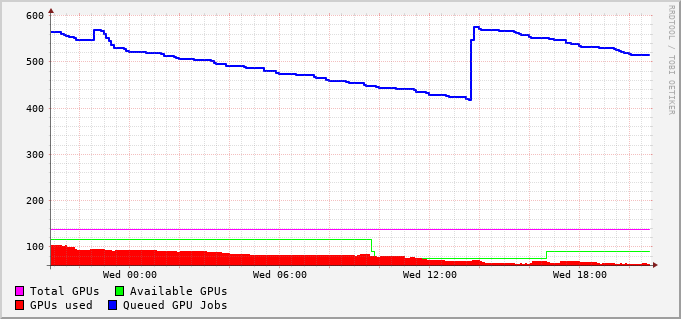 600
500
400
300
200
100
Wed 00:00 Wed 06:00 Wed 12:00 Wed 18:00
Total GPUs Available GPUs
GPUs used Queued GPU Jobs
RRDTOOL / TOBI OETIKER